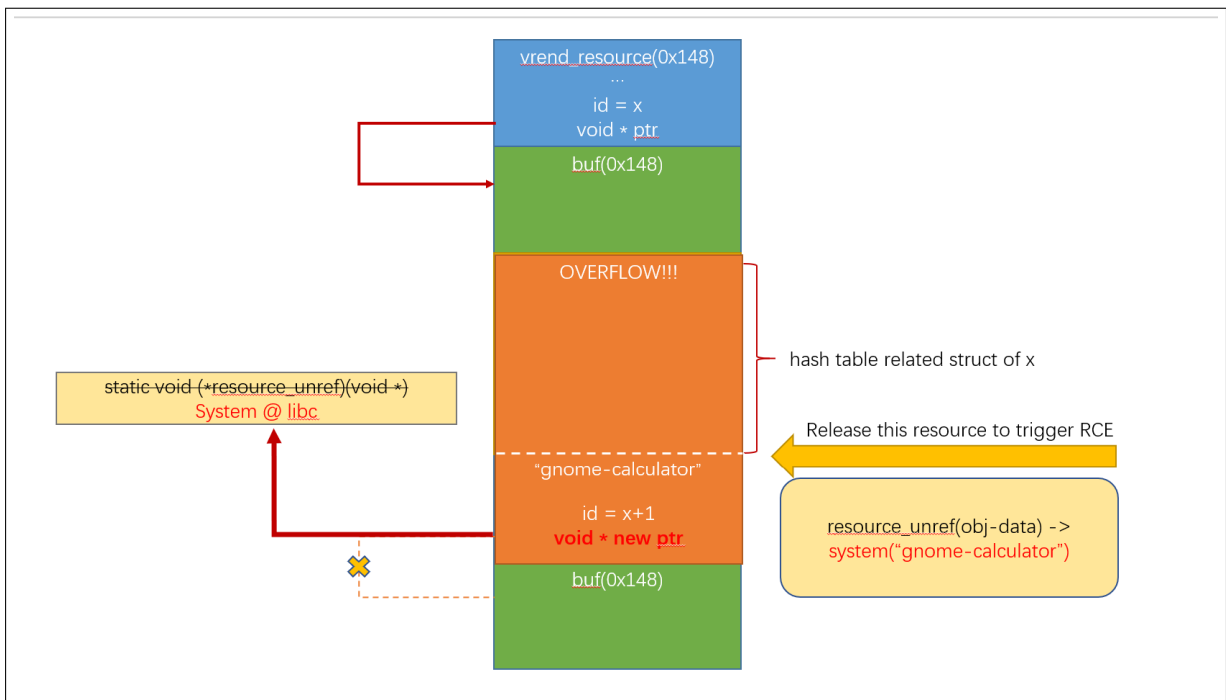 vrend_resource(0x148)
...
id = x
void * ptr
buf(0x148)
OVERFLOW!!!
hash table related struct of x
static void (*resource_unref)(void *)
System @ libc
Release this resource to trigger RCE
“gnome-calculator”
id = x+1
void * new ptr
resource_unref(obj-data) ->
system(“gnome-calculator”)
buf(0x148)